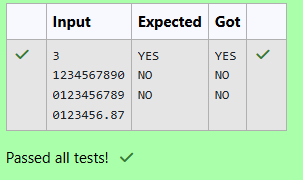 Input Expected Got
3 YES YES
1234567890 NO NO
0123456789 NO NO
0123456.87
Passed all tests!